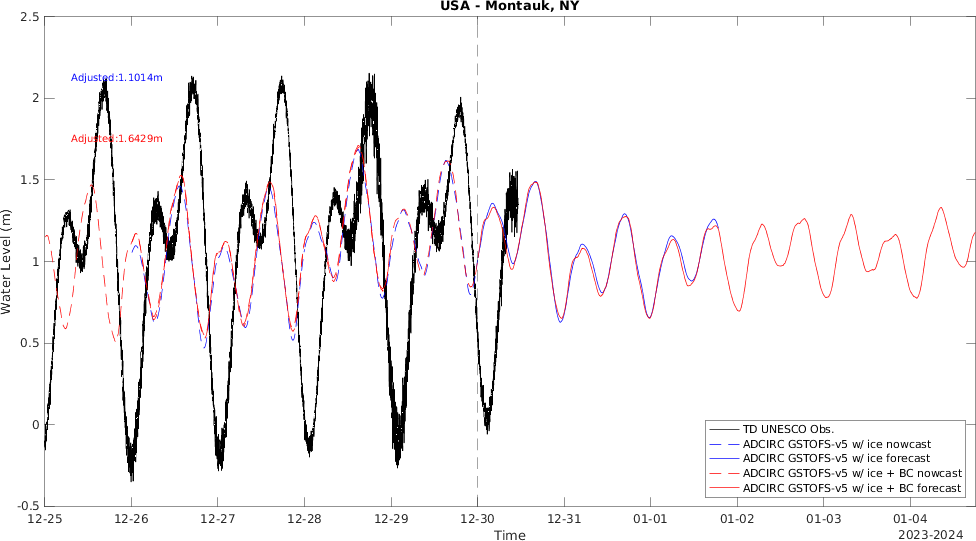 USA - Montauk, NY
Adjusted:1.1014m
Adjusted:1.6429m
Water Level (m)
2.5
2
1.5
1
0.5
0
-0.5
TD UNESCO Obs.
ADCIRC GSTOFS-v5 w/ ice nowcast
ADCIRC GSTOFS-v5 w/ ice forecast
ADCIRC GSTOFS-v5 w/ ice + BC nowcast
ADCIRC GSTOFS-v5 w/ ice + BC forecast
12-25 12-26 12-27 12-28 12-29 12-30 12-31 01-01 01-02 01-03 01-04
Time
2023-2024